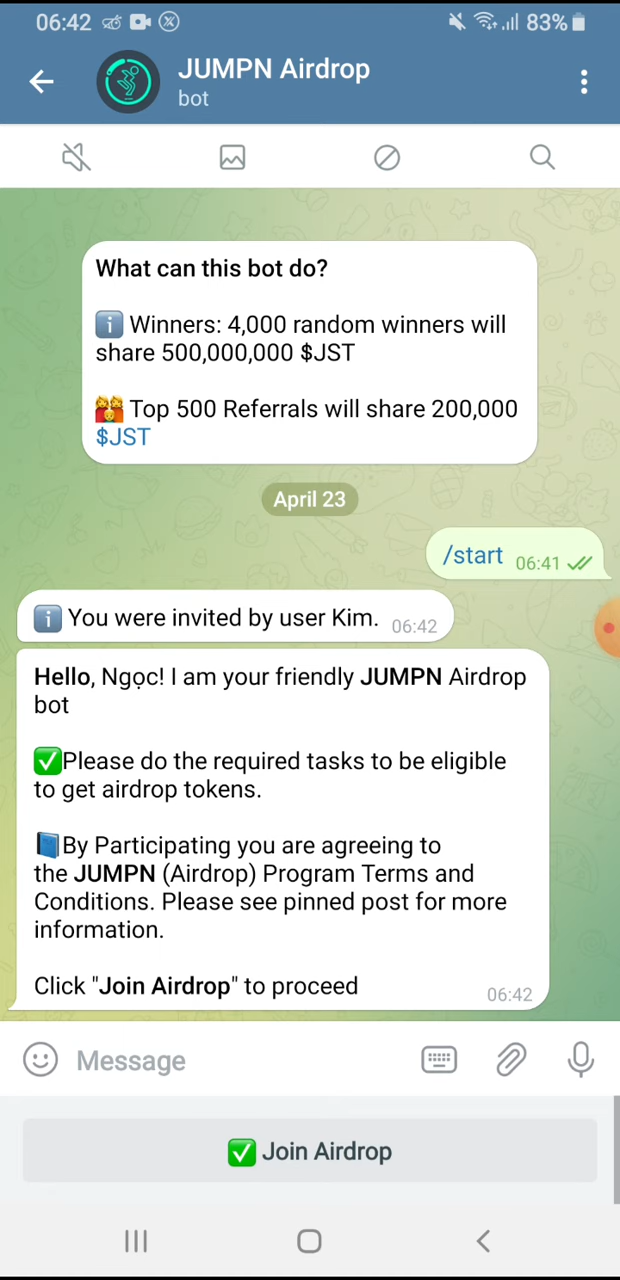 06:42
83%
JUMPN Airdrop
bot
What can this bot do?
ℹ️ Winners: 4,000 random winners will
share 500,000,000 $JST
👭 Top 500 Referrals will share 200,000
$JST
April 23
/start 06:41
ℹ️ You were invited by user Kim. 06:42
Hello, Ngọc! I am your friendly JUMPN Airdrop
bot
✅Please do the required tasks to be eligible
to get airdrop tokens.
📘By Participating you are agreeing to
the JUMPN (Airdrop) Program Terms and
Conditions. Please see pinned post for more
information.
Click "Join Airdrop" to proceed
06:42
Message
✅ Join Airdrop